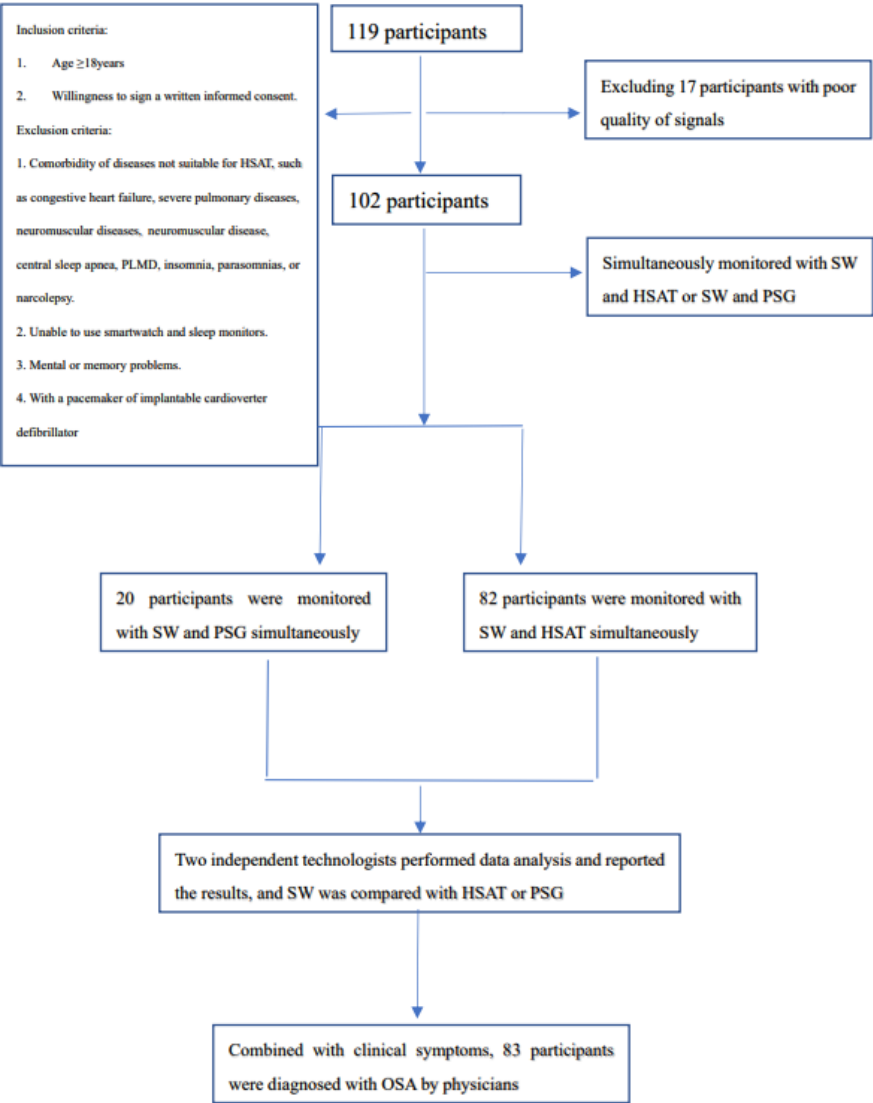 Inclusion criteria:
1. Age ≥18years
2. Willingness to sign a written informed consent.
Exclusion criteria:
1. Comorbidity of diseases not suitable for HSAT, such
as congestive heart failure, severe pulmonary diseases,
neuromuscular diseases, neuromuscular disease,
central sleep apnea, PLMD, insomnia, parasomnias, or
narcolepsy.
2. Unable to use smartwatch and sleep monitors.
3. Mental or memory problems.
4. With a pacemaker of implantable cardioverter
defibrillator
119 participants
Excluding 17 participants with poor
quality of signals
102 participants
Simultaneously monitored with SW
and HSAT or SW and PSG
20 participants were monitored
with SW and PSG simultaneously
82 participants were monitored with
SW and HSAT simultaneously
Two independent technologists performed data analysis and reported
the results, and SW was compared with HSAT or PSG
Combined with clinical symptoms, 83 participants
were diagnosed with OSA by physicians